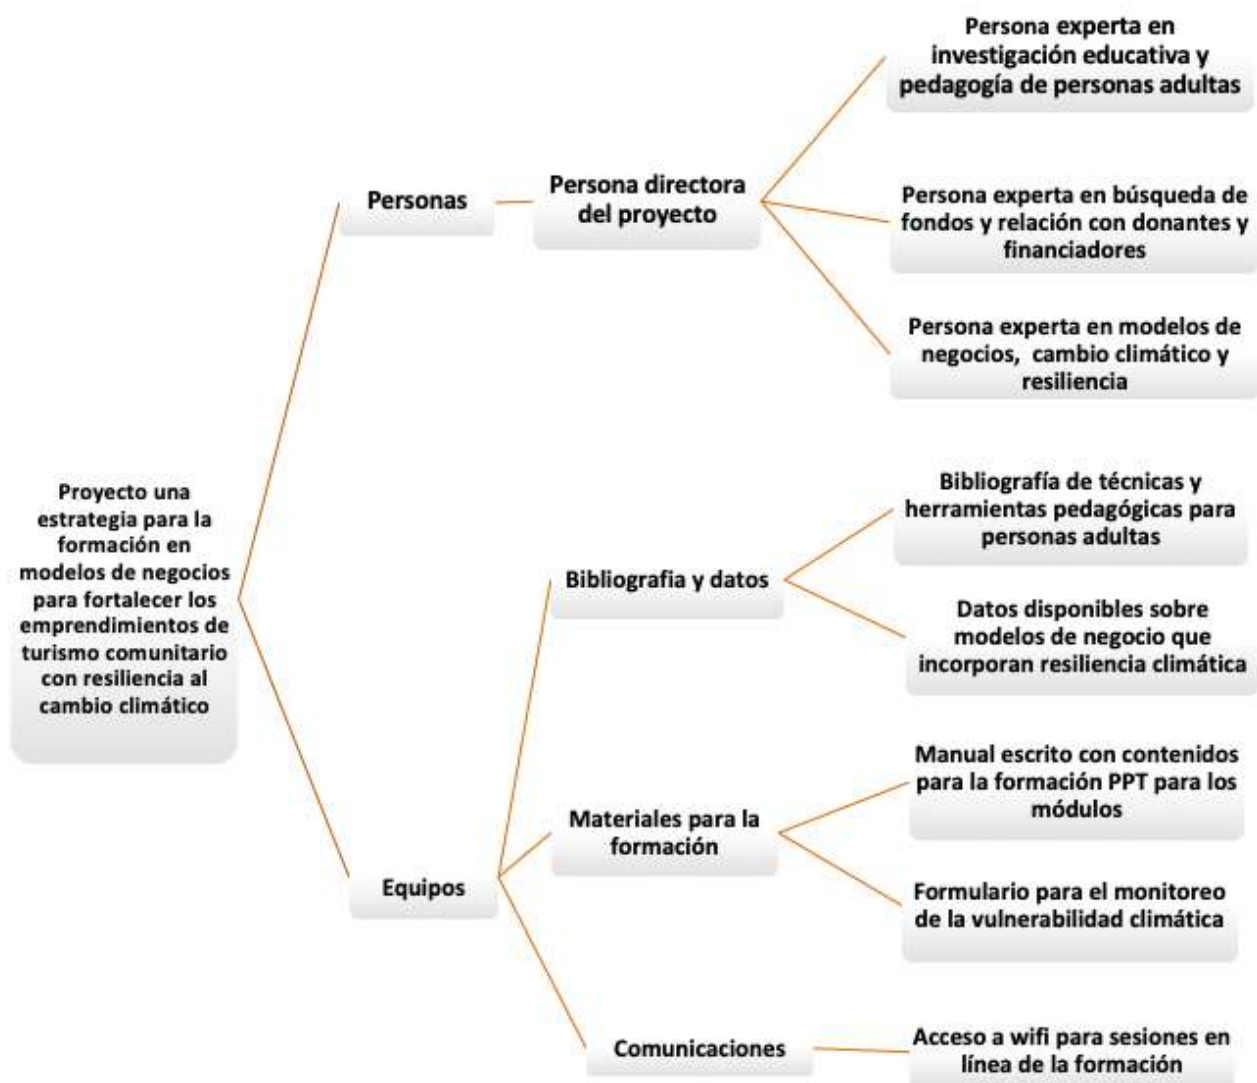 Persona experta en
investigación educativa y
pedagogía de personas adultas
Personas
Persona directora
del proyecto
Persona experta en búsqueda de
fondos y relación con donantes y
financiadores
Persona experta en modelos de
negocios, cambio climático y
resiliencia
Proyecto una
estrategia para la
formación en
modelos de negocios
para fortalecer los
emprendimientos de
turismo comunitario
con resiliencia al
cambio climático
Bibliografia y datos
Bibliografía de técnicas y
herramientas pedagógicas para
personas adultas
Datos disponibles sobre
modelos de negocio que
incorporan resiliencia climática
Equipos
Materiales para la
formación
Manual escrito con contenidos
para la formación PPT para los
módulos
Formulario para el monitoreo
de la vulnerabilidad climática
Comunicaciones
Acceso a wifi para sesiones en
línea de la formación